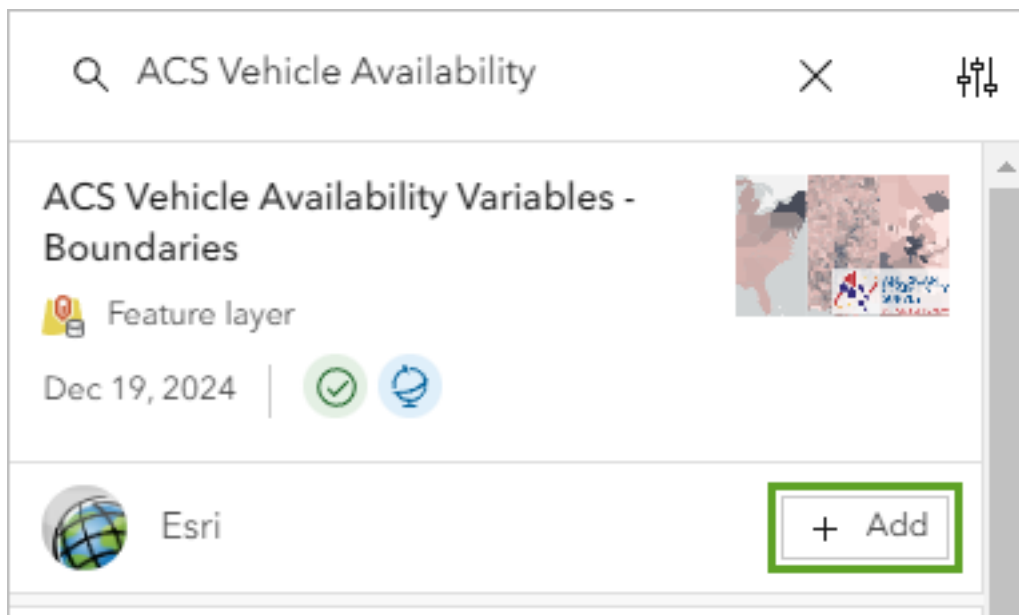 ACS Vehicle Availability
ACS Vehicle Availability Variables -
Boundaries
Feature layer
Dec 19, 2024
Esri
+ Add